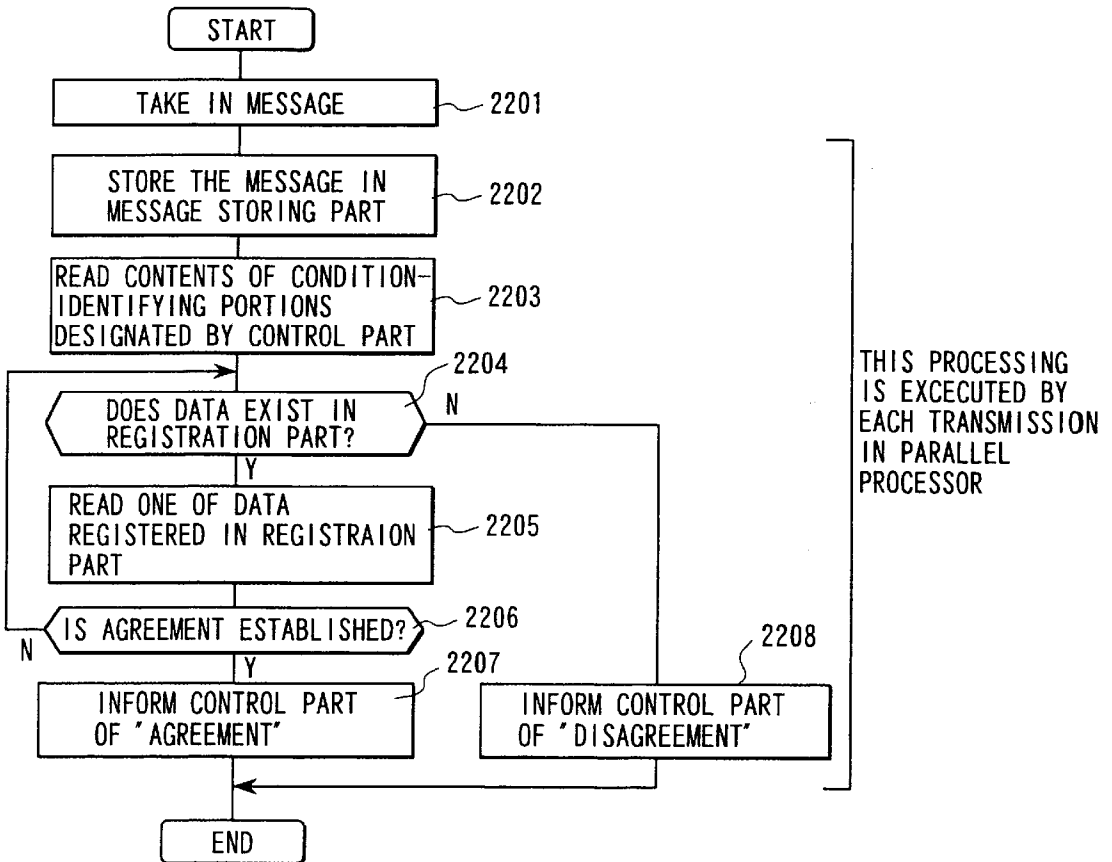 START
TAKE IN MESSAGE
2201
STORE THE MESSAGE IN
MESSAGE STORING PART
2202
READ CONTENTS OF CONDITION-
IDENTIFYING PORTIONS
DESIGNATED BY CONTROL PART
2203
2204
DOES DATA EXIST IN
REGISTRATION PART?
N
Y
READ ONE OF DATA
REGISTERED IN REGISTRAION
PART
2205
IS AGREEMENT ESTABLISHED?
2206
N
Y
2207
INFORM CONTROL PART
OF "AGREEMENT"
2208
INFORM CONTROL PART
OF "DISAGREEMENT"
END
THIS PROCESSING
IS EXCECUTED BY
EACH TRANSMISSION
IN PARALLEL
PROCESSOR